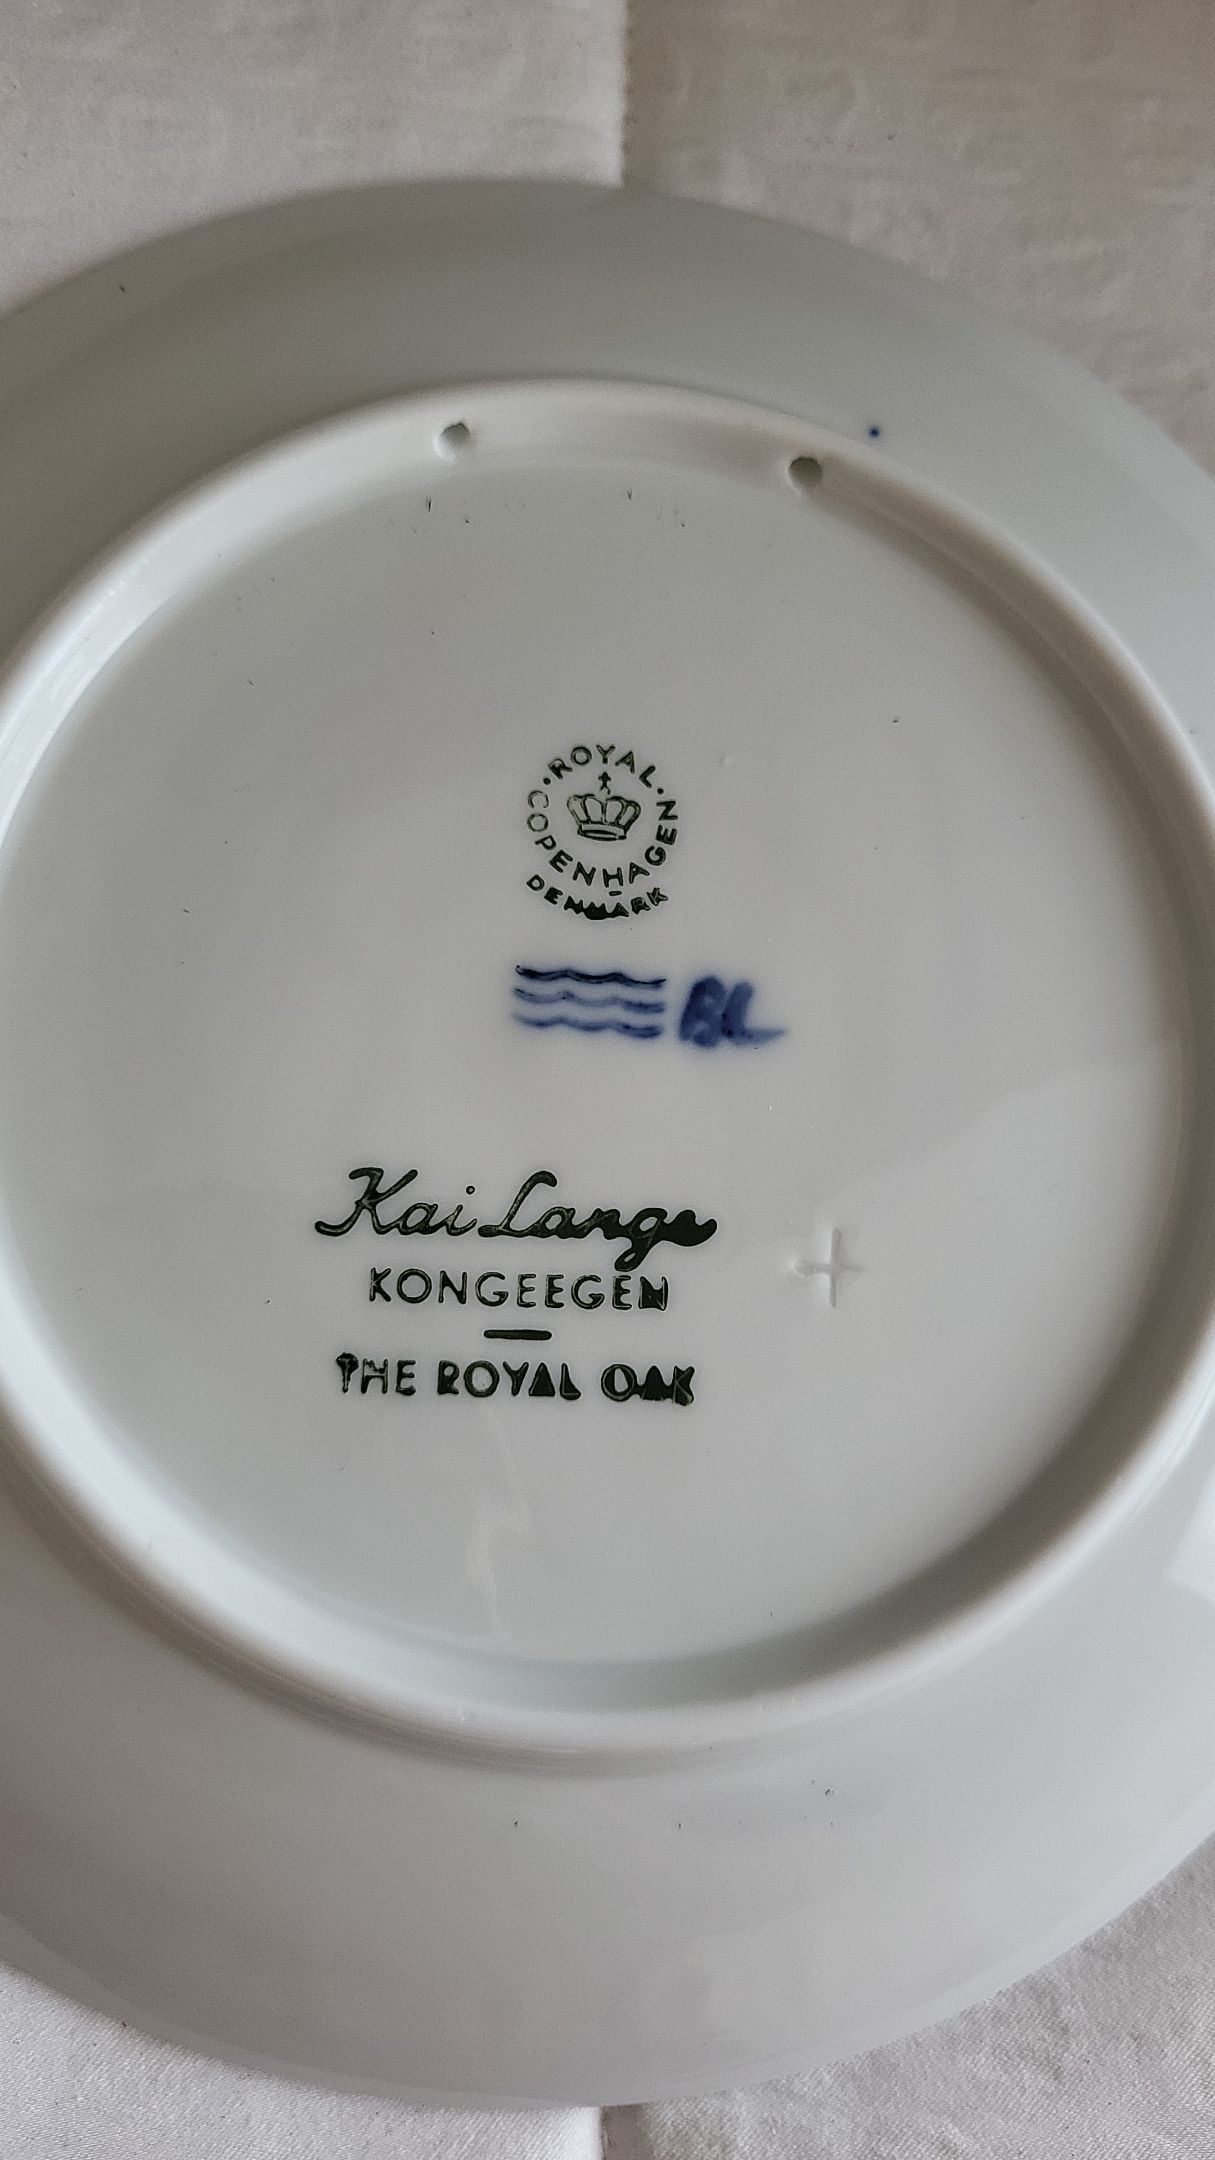 ROYAL
COPENHAGEN
DENMARK
BL
Kai Lange
KONGEEGEN
THE ROYAL OAK